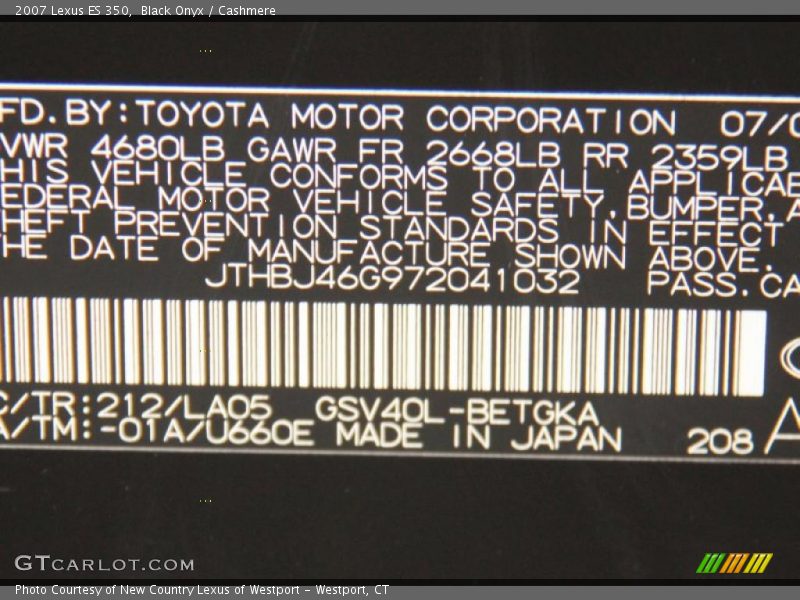 2007 Lexus ES 350, Black Onyx / Cashmere
FD.BY:TOYOTA MOTOR CORPORATION 07/0
VWR 4680LB GAWR FR 2668LB RR 2359LB
HIS VEHICLE CONFORMS TO ALL APPLICAB
EDERAL MOTOR VEHICLE SAFETY,BUMPER,A
HEFT PREVENTION STANDARDS IN EFFECT
HE DATE OF MANUFACTURE SHOWN ABOVE.
JTHBJ46G972041032 PASS.CA
C/TR:212/LA05 GSV40L-BETGKA
A/TM:-01A/U660E MADE IN JAPAN 208 A
GTCARLOT.COM
Photo Courtesy of New Country Lexus of Westport - Westport, CT